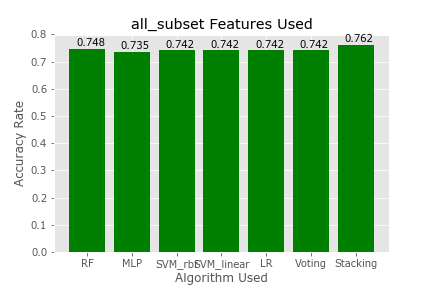 all_subset Features Used
0.8
0.7
0.6
0.5
0.4
0.3
0.2
0.1
0.0
Accuracy Rate
0.748 0.735 0.742 0.742 0.742 0.742 0.762
RF MLP SVM_rbf SVM_linear LR Voting Stacking
Algorithm Used